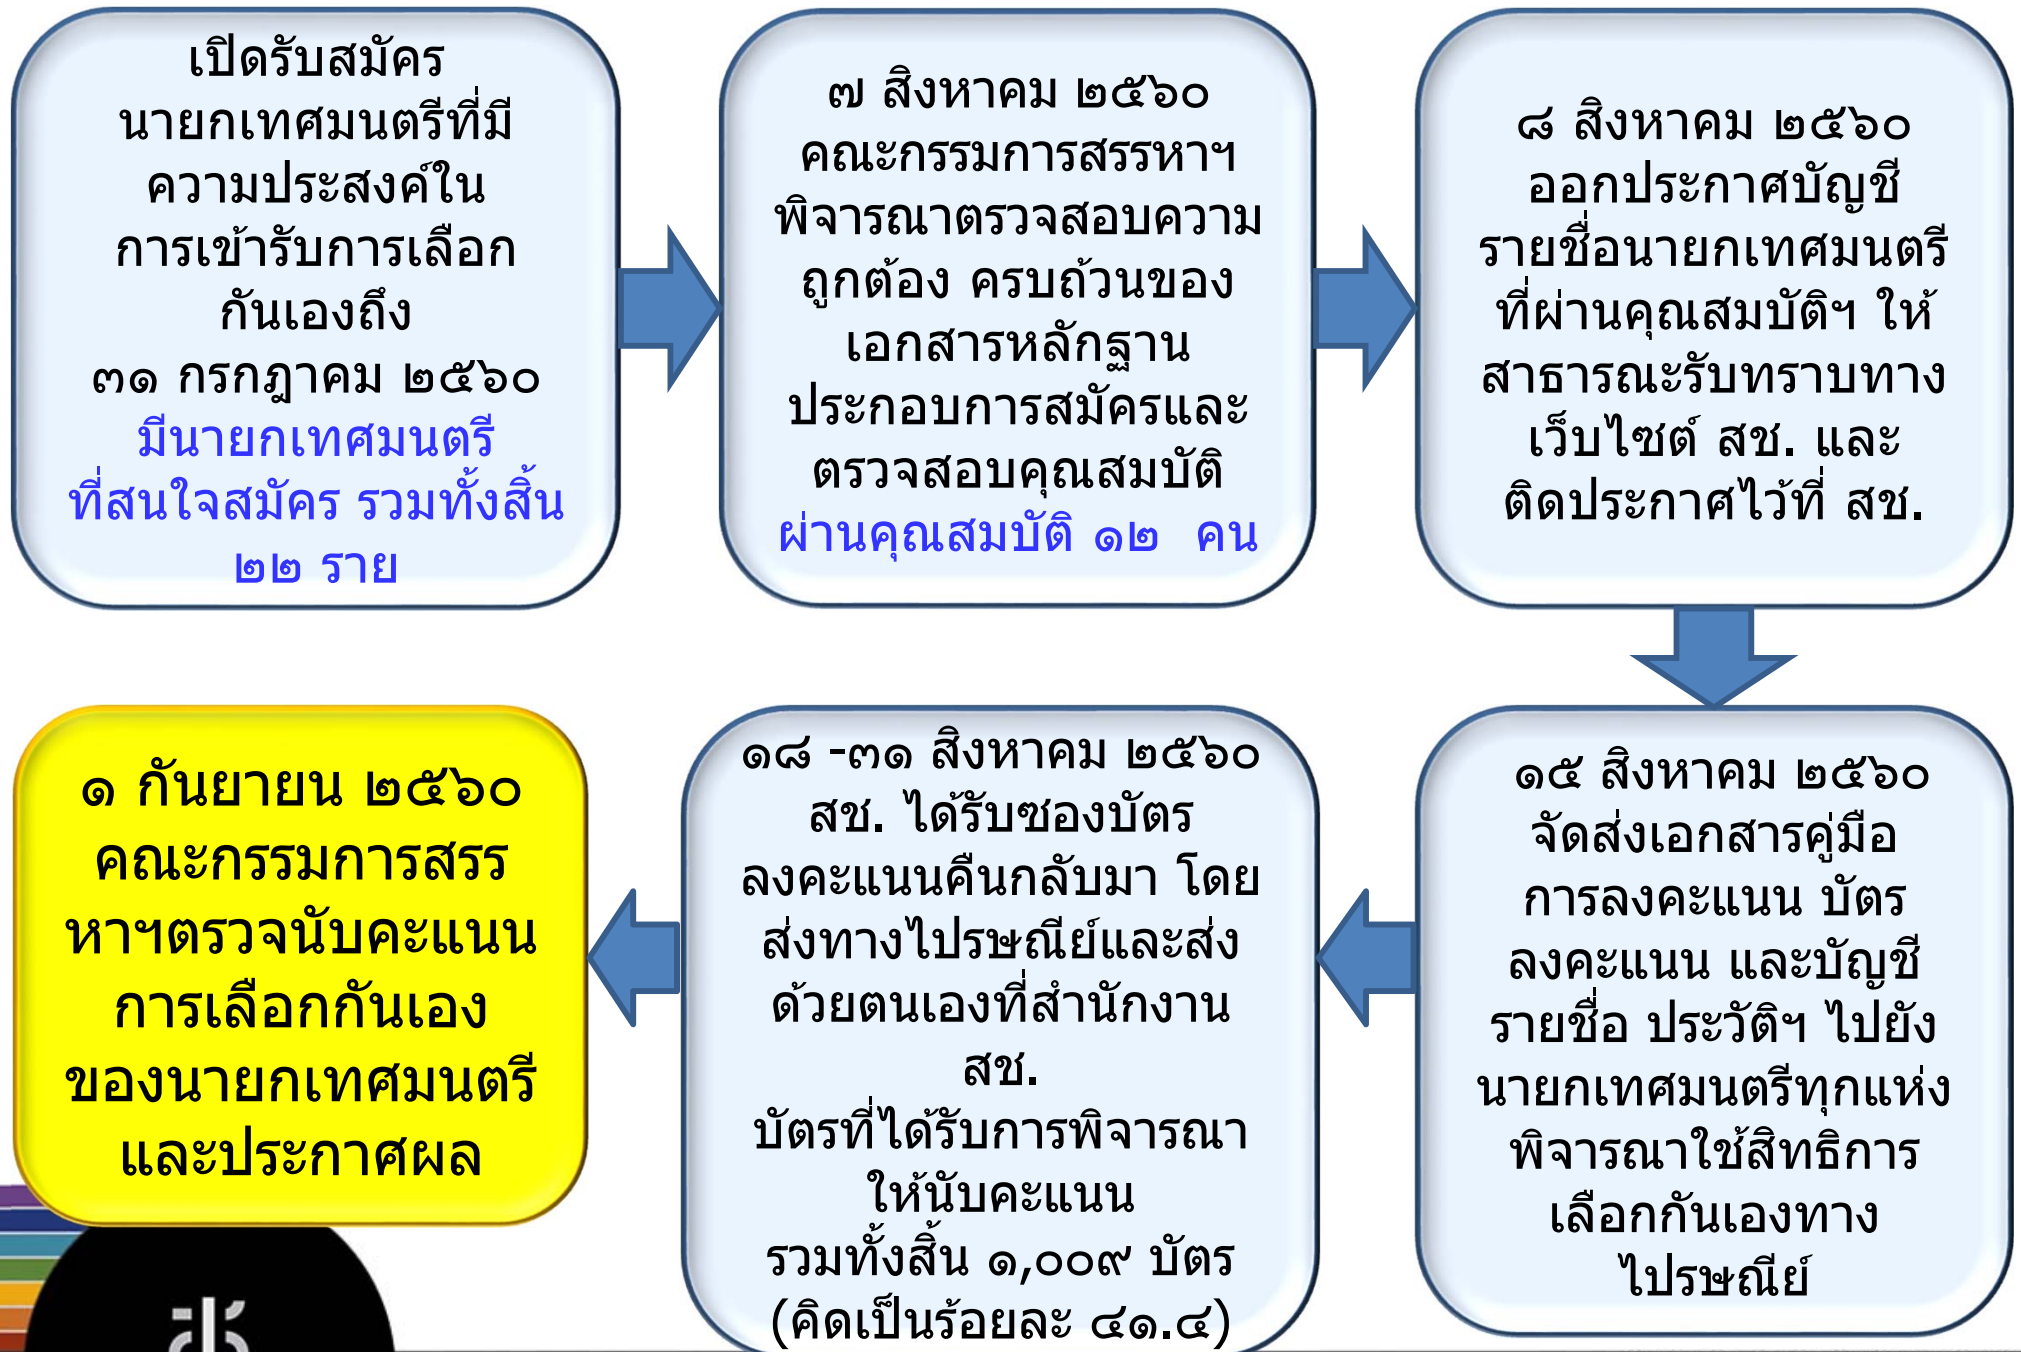 เปิดรับสมัคร
นายกเทศมนตรีที่มี
ความประสงค์ใน
การเข้ารับการเลือก
กันเองถึง
๓๑ กรกฎาคม ๒๕๖๐
มีนายกเทศมนตรี
ที่สนใจสมัคร รวมทั้งสิ้น
๒๒ ราย
๗ สิงหาคม ๒๕๖๐
คณะกรรมการสรรหาฯ
พิจารณาตรวจสอบความ
ถูกต้อง ครบถ้วนของ
เอกสารหลักฐาน
ประกอบการสมัครและ
ตรวจสอบคุณสมบัติ
ผ่านคุณสมบัติ ๑๒ คน
๘ สิงหาคม ๒๕๖๐
ออกประกาศบัญชี
รายชื่อนายกเทศมนตรี
ที่ผ่านคุณสมบัติฯ ให้
สาธารณะรับทราบทาง
เว็บไซต์ สช. และ
ติดประกาศไว้ที่ สช.
๑๕ สิงหาคม ๒๕๖๐
จัดส่งเอกสารคู่มือ
การลงคะแนน บัตร
ลงคะแนน และบัญชี
รายชื่อ ประวัติฯ ไปยัง
นายกเทศมนตรีทุกแห่ง
พิจารณาใช้สิทธิการ
เลือกกันเองทาง
ไปรษณีย์
๑๘ -๓๑ สิงหาคม ๒๕๖๐
สช. ได้รับซองบัตร
ลงคะแนนคืนกลับมา โดย
ส่งทางไปรษณีย์และส่ง
ด้วยตนเองที่สำนักงาน
สช.
บัตรที่ได้รับการพิจารณา
ให้นับคะแนน
รวมทั้งสิ้น ๑,๐๐๙ บัตร
(คิดเป็นร้อยละ ๔๑.๔)
๑ กันยายน ๒๕๖๐
คณะกรรมการสรร
หาฯตรวจนับคะแนน
การเลือกกันเอง
ของนายกเทศมนตรี
และประกาศผล